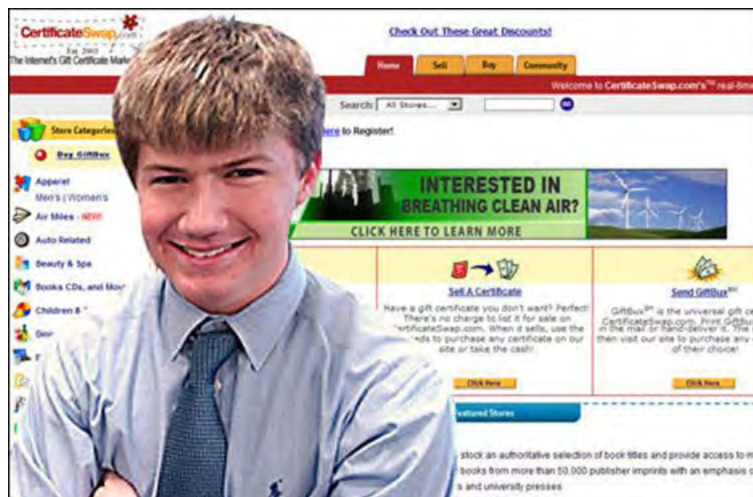 CertificateSwap.com
Est. 2003
The Internet's Gift Certificate Mark
Check Out These Great Discounts!
Home
Sell
Buy
Community
Welcome to CertificateSwap.com's™ real-time
Search: All Stores...
GO
Here to Register!
Store Categories
Buy GiftBux
Apparel
Men's | Women's
Air Miles - NEW!
Auto Related
Beauty & Spa
Books CDs, and Mov
Children &
INTERESTED IN
BREATHING CLEAN AIR?
CLICK HERE TO LEARN MORE
Sell A Certificate
Have a gift certificate you don't want? Perfect!
There's no charge to list it for sale on
CertificateSwap.com. When it sells, use the
to purchase any certificate on our
site or take the cash!
Click Here
Send GiftBux
GiftBux is the universal gift ce
CertificateSwap.com. Print GiftBux
in the mail or hand-deliver it. The
then visit our site to purchase any
of their choice!
Click Here
Featured Stores
stock an authoritative selection of book titles and provide access to m
books from more than 50,000 publisher imprints with an emphasis o
s and university presses